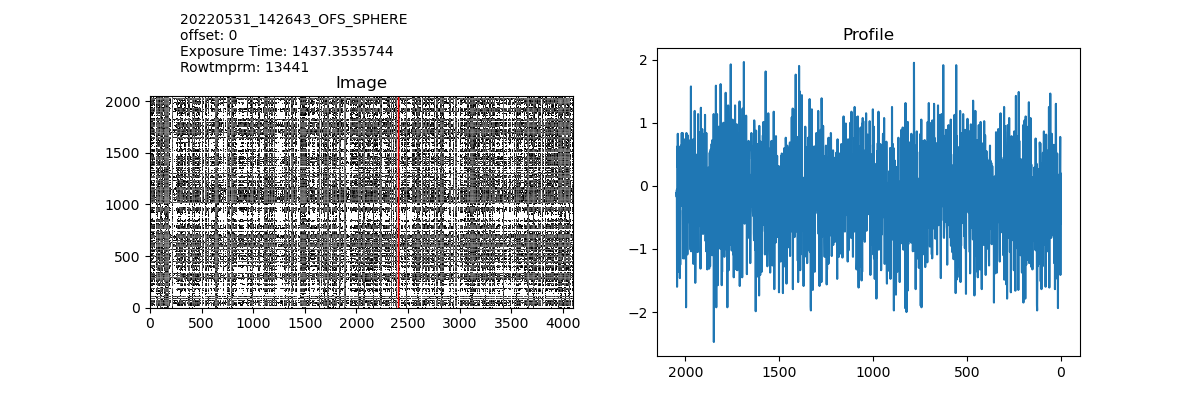 20220531_142643_OFS_SPHERE
offset: 0
Exposure Time: 1437.3535744
Rowtmprm: 13441
Image
2000
1500
1000
500
0
0 500 1000 1500 2000 2500 3000 3500 4000
Profile
2
1
0
−1
−2
2000 1500 1000 500 0